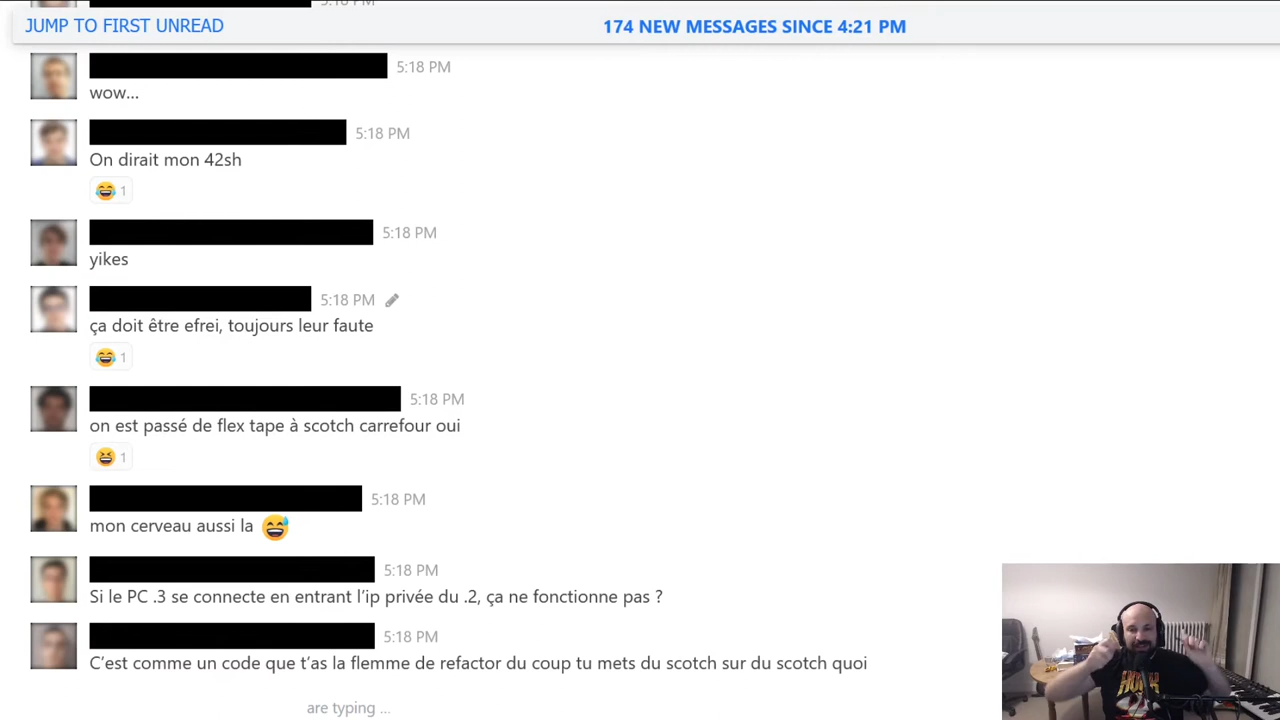 5:18 PM
JUMP TO FIRST UNREAD
174 NEW MESSAGES SINCE 4:21 PM
5:18 PM
wow...
5:18 PM
On dirait mon 42sh
1
5:18 PM
yikes
5:18 PM
ça doit être efrei, toujours leur faute
1
5:18 PM
on est passé de flex tape à scotch carrefour oui
1
5:18 PM
mon cerveau aussi la
5:18 PM
Si le PC .3 se connecte en entrant l'ip privée du .2, ça ne fonctionne pas ?
5:18 PM
C'est comme un code que t'as la flemme de refactor du coup tu mets du scotch sur du scotch quoi
are typing ...